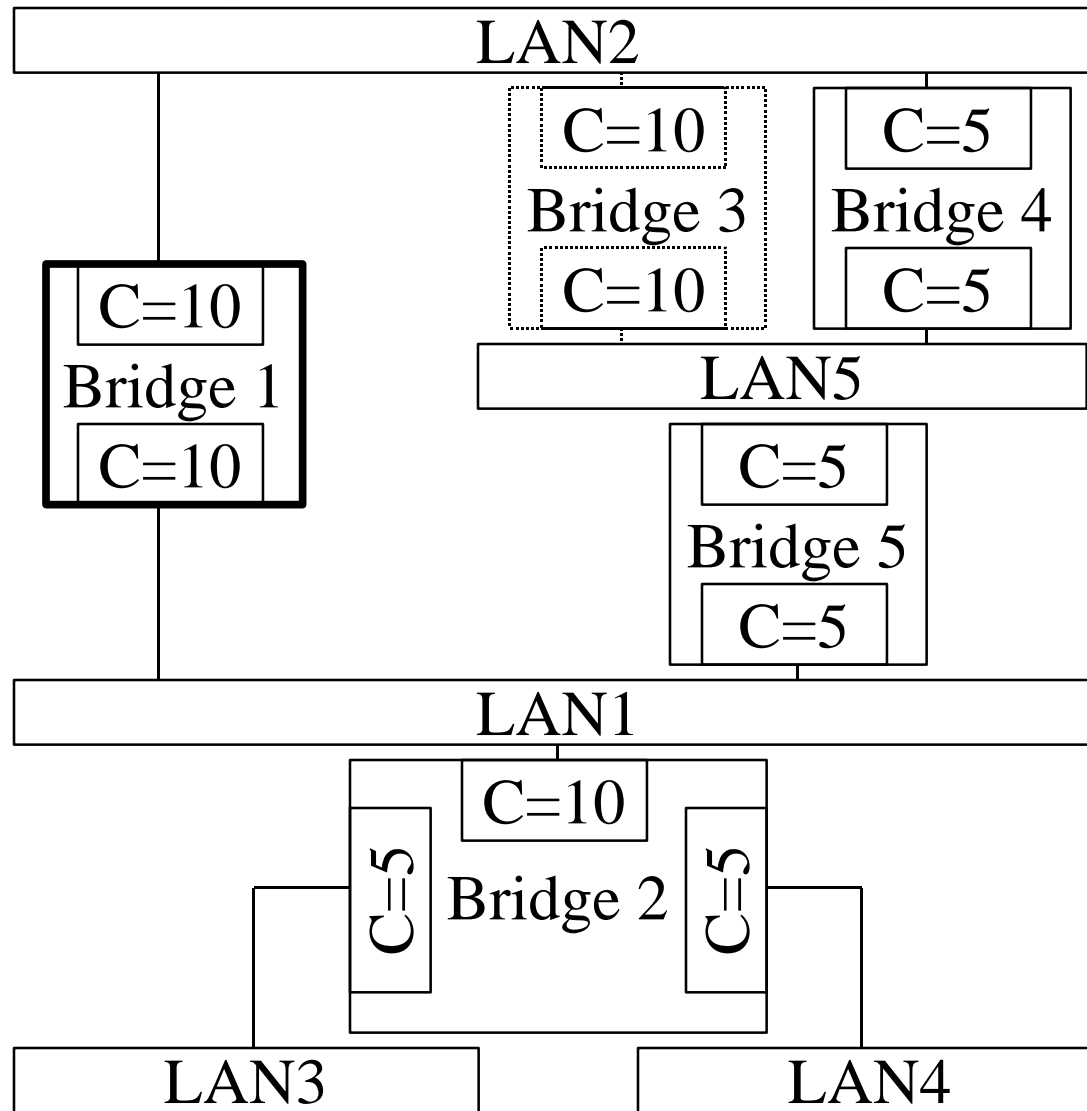 LAN2
C=10
C=5
Bridge 3
Bridge 4
C=10
C=5
C=10
Bridge 1
C=10
LAN5
C=5
Bridge 5
C=5
LAN1
C=10
C=5
Bridge 2
C=5
LAN3
LAN4